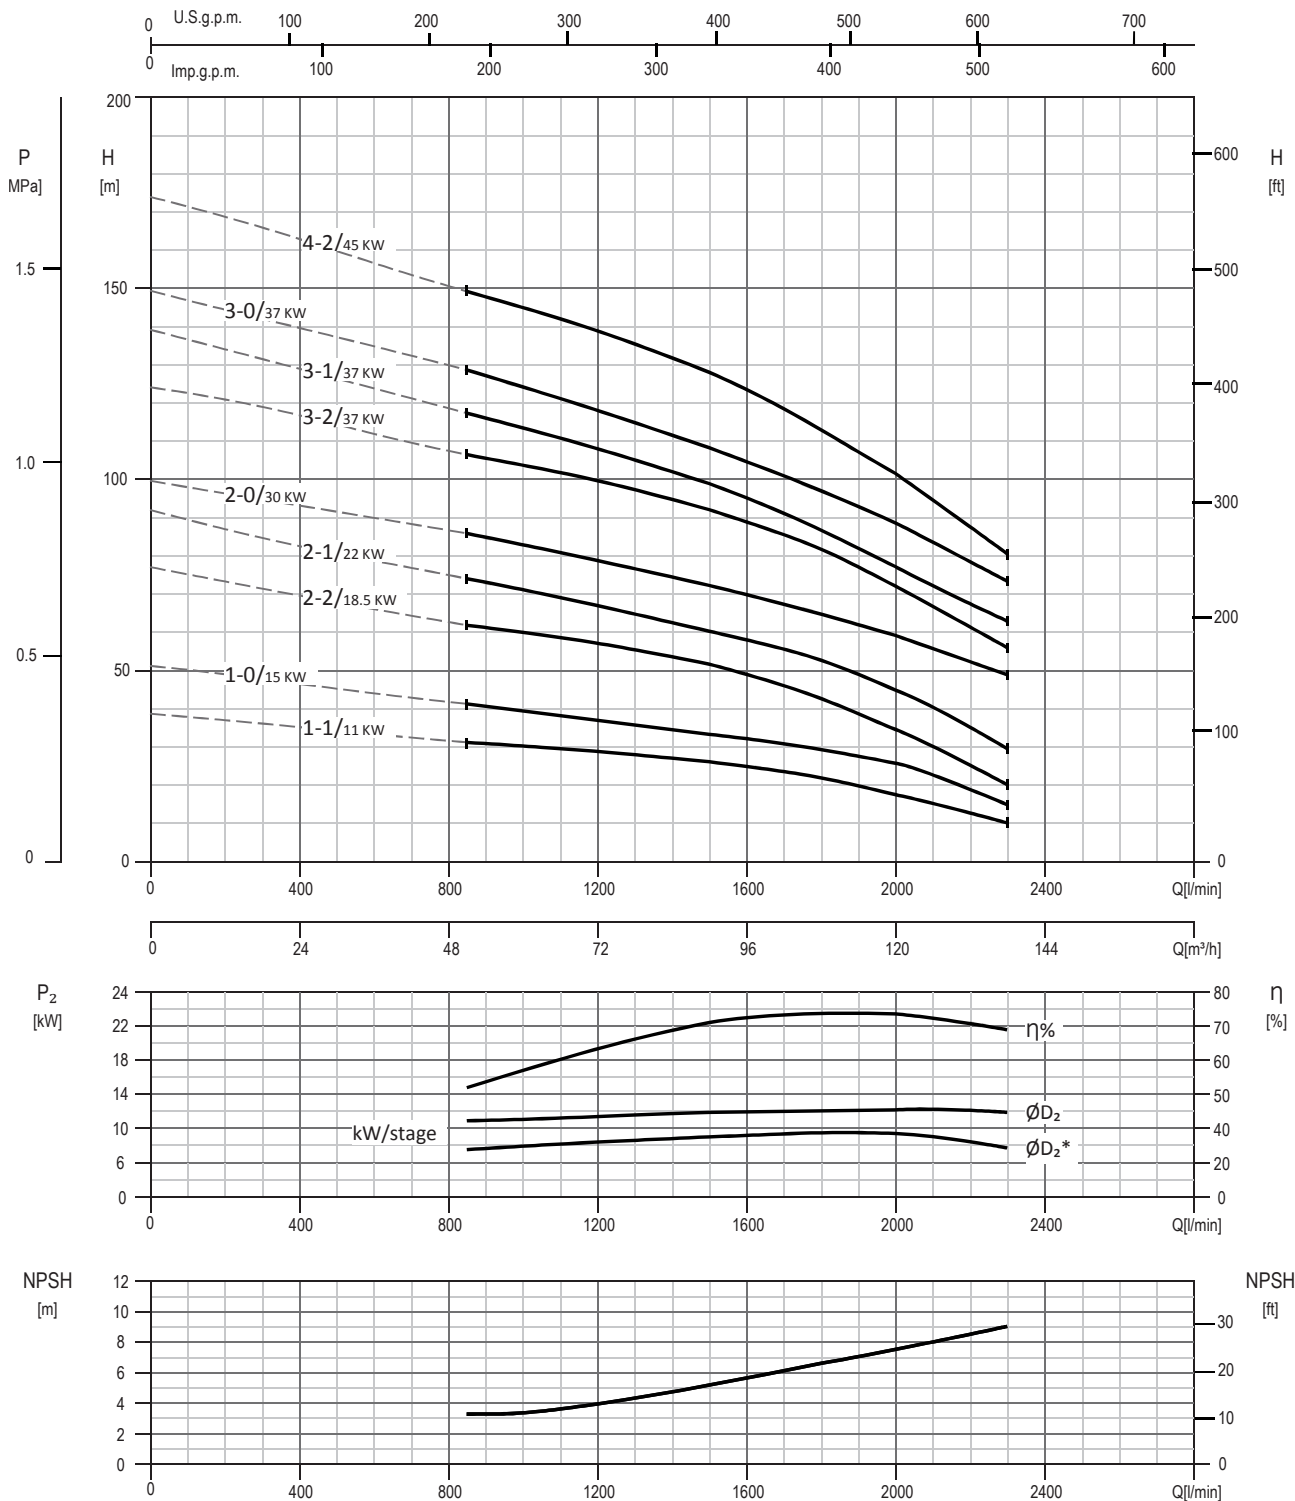 0 U.S.g.p.m. 100 200 300 400 500 600 700
0 Imp.g.p.m. 100 200 300 400 500 600
P
MPa]
H
[m]
H
[ft]
1.5
1.0
0.5
0
200
150
100
50
0
600
500
400
300
200
100
0
4-2/45 KW
3-0/37 KW
3-1/37 KW
3-2/37 KW
2-0/30 KW
2-1/22 KW
2-2/18.5 KW
1-0/15 KW
1-1/11 KW
0 400 800 1200 1600 2000 2400 Q[l/min]
0 24 48 72 96 120 144 Q[m³/h]
P₂
[kW]
η
[%]
24
22
18
14
10
6
0
80
70
60
50
40
20
0
η%
kW/stage
ØD₂
ØD₂*
0 400 800 1200 1600 2000 2400 Q[l/min]
NPSH
[m]
NPSH
[ft]
12
10
8
6
4
2
0
30
20
10
0
0 400 800 1200 1600 2000 2400 Q[l/min]